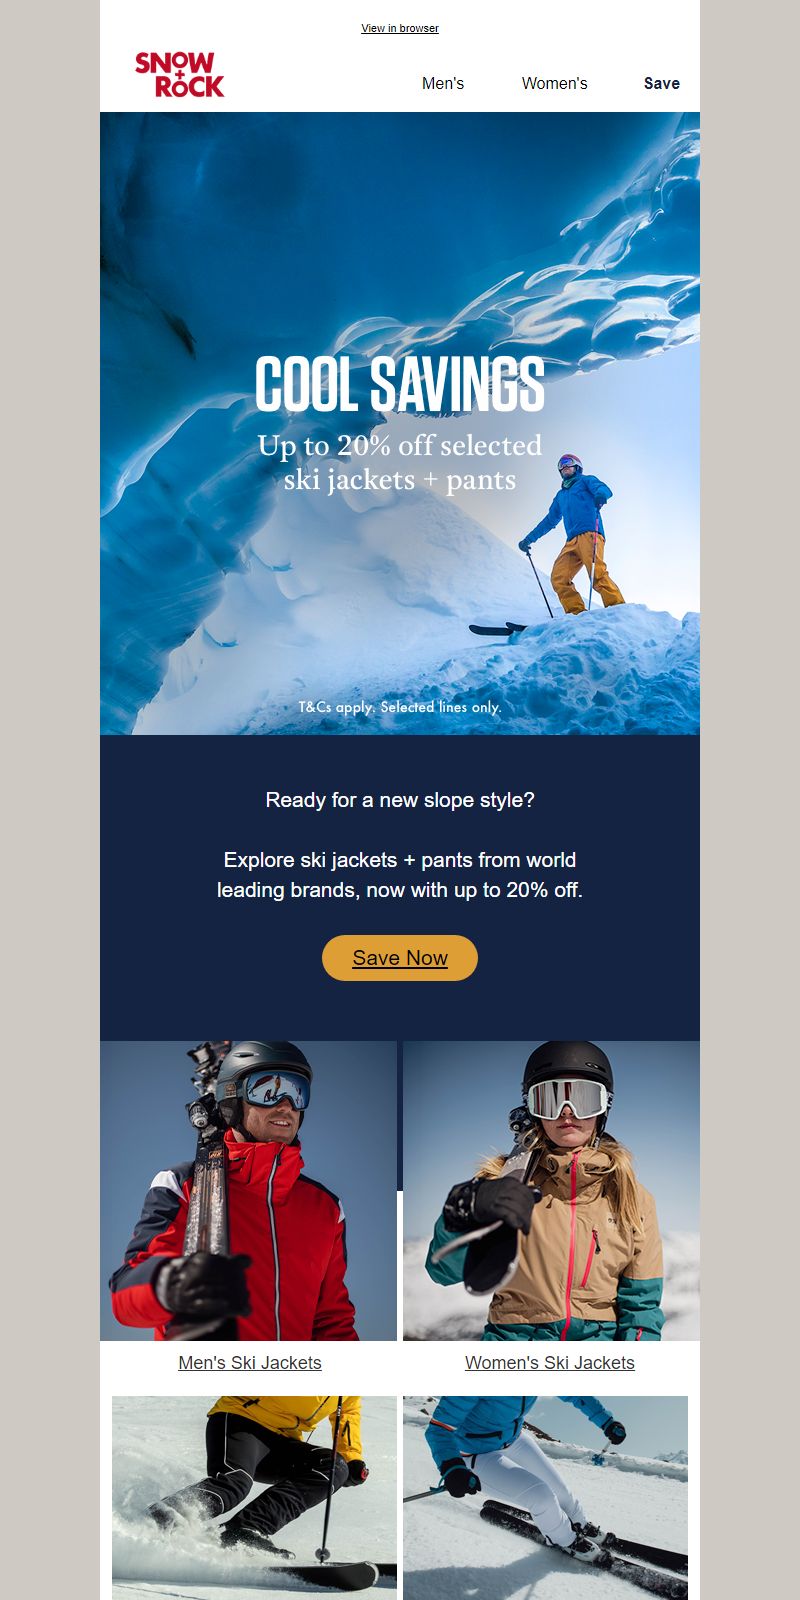 View in browser
SNOW
+
ROCK
Men's
Women's
Save
COOL SAVINGS
Up to 20% off selected
ski jackets + pants
T&Cs apply. Selected lines only.
Ready for a new slope style?
Explore ski jackets + pants from world
leading brands, now with up to 20% off.
Save Now
Men's Ski Jackets
Women's Ski Jackets